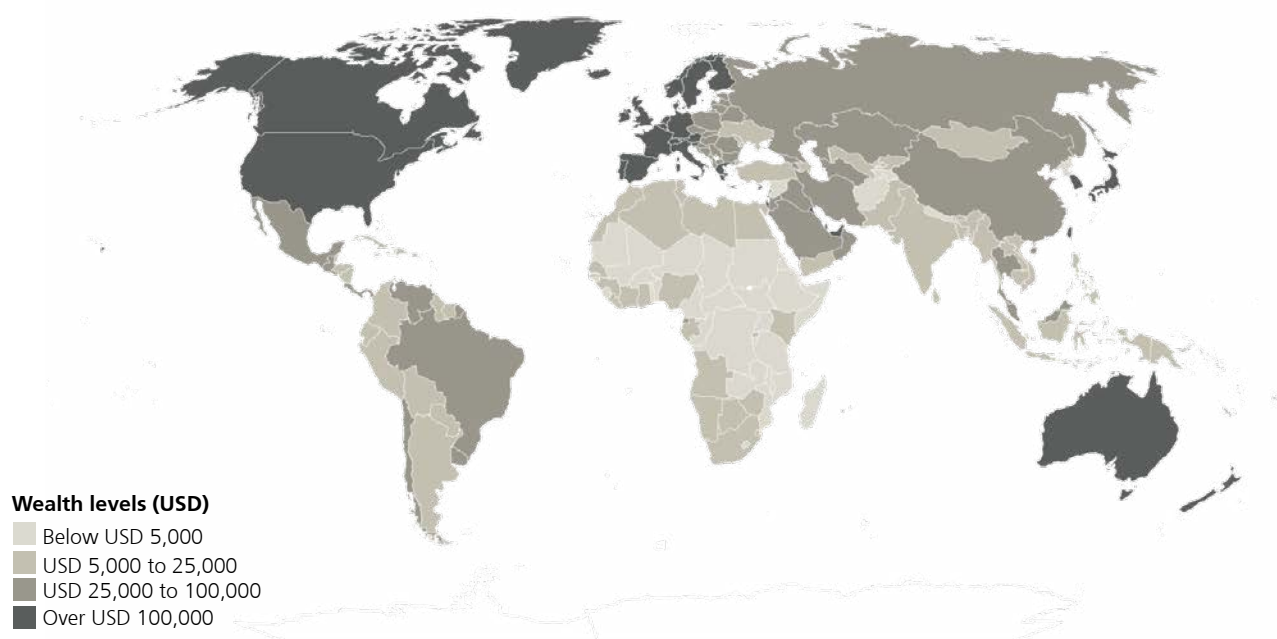 Wealth levels (USD)
Below USD 5,000
USD 5,000 to 25,000
USD 25,000 to 100,000
Over USD 100,000